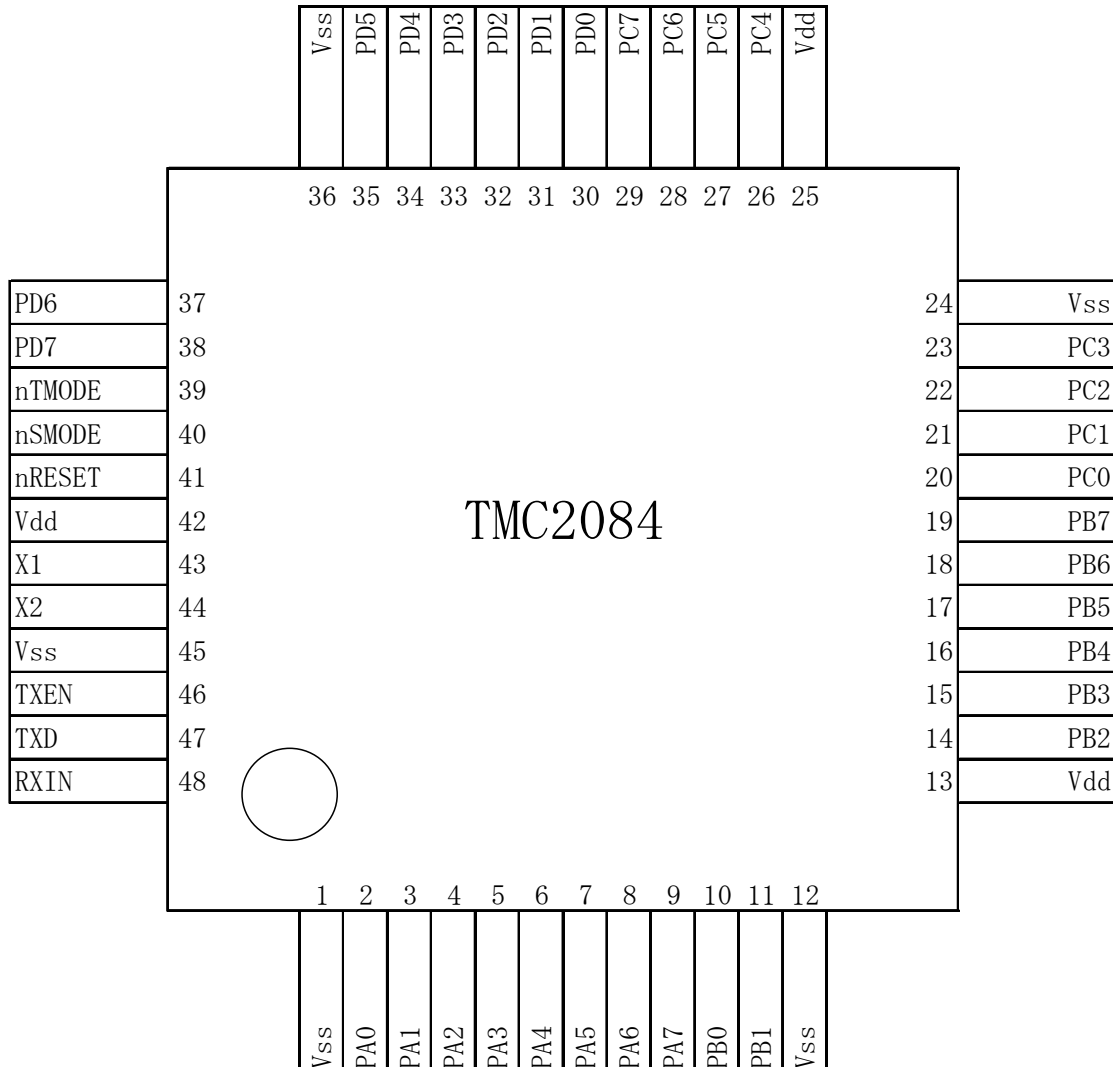 Vss PD5 PD4 PD3 PD2 PD1 PD0 PC7 PC6 PC5 PC4 Vdd
36 35 34 33 32 31 30 29 28 27 26 25
PD6 37 24 Vss
PD7 38 23 PC3
nTMODE 39 22 PC2
nSMODE 40 21 PC1
nRESET 41 20 PC0
Vdd 42 TMC2084 19 PB7
X1 43 18 PB6
X2 44 17 PB5
Vss 45 16 PB4
TXEN 46 15 PB3
TXD 47 14 PB2
RXIN 48 13 Vdd
1 2 3 4 5 6 7 8 9 10 11 12
Vss PA0 PA1 PA2 PA3 PA4 PA5 PA6 PA7 PB0 PB1 Vss